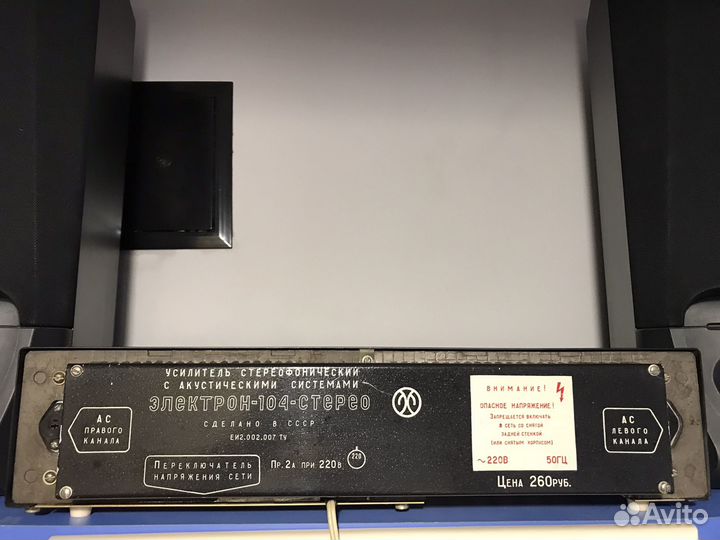 УСИЛИТЕЛЬ СТЕРЕОФОНИЧЕСКИЙ
С АКУСТИЧЕСКИМИ СИСТЕМАМИ
ЭЛЕКТРОН-104-СТЕРЕО
СДЕЛАНО В СССР
ЕИ2.002.007 ТУ
АС
ПРАВОГО
КАНАЛА
ПЕРЕКЛЮЧАТЕЛЬ
НАПРЯЖЕНИЯ СЕТИ
Пр. 2А ПРИ 220В
220
ВНИМАНИЕ!
ОПАСНОЕ НАПРЯЖЕНИЕ!
ЗАПРЕЩАЕТСЯ ВКЛЮЧАТЬ
В СЕТЬ СО СНЯТОЙ
ЗАДНЕЙ СТЕНКОЙ
(ИЛИ СНЯТЫМ КОРПУСОМ)
~220В 50ГЦ
ЦЕНА 260РУБ.
АС
ЛЕВОГО
КАНАЛА
Avito